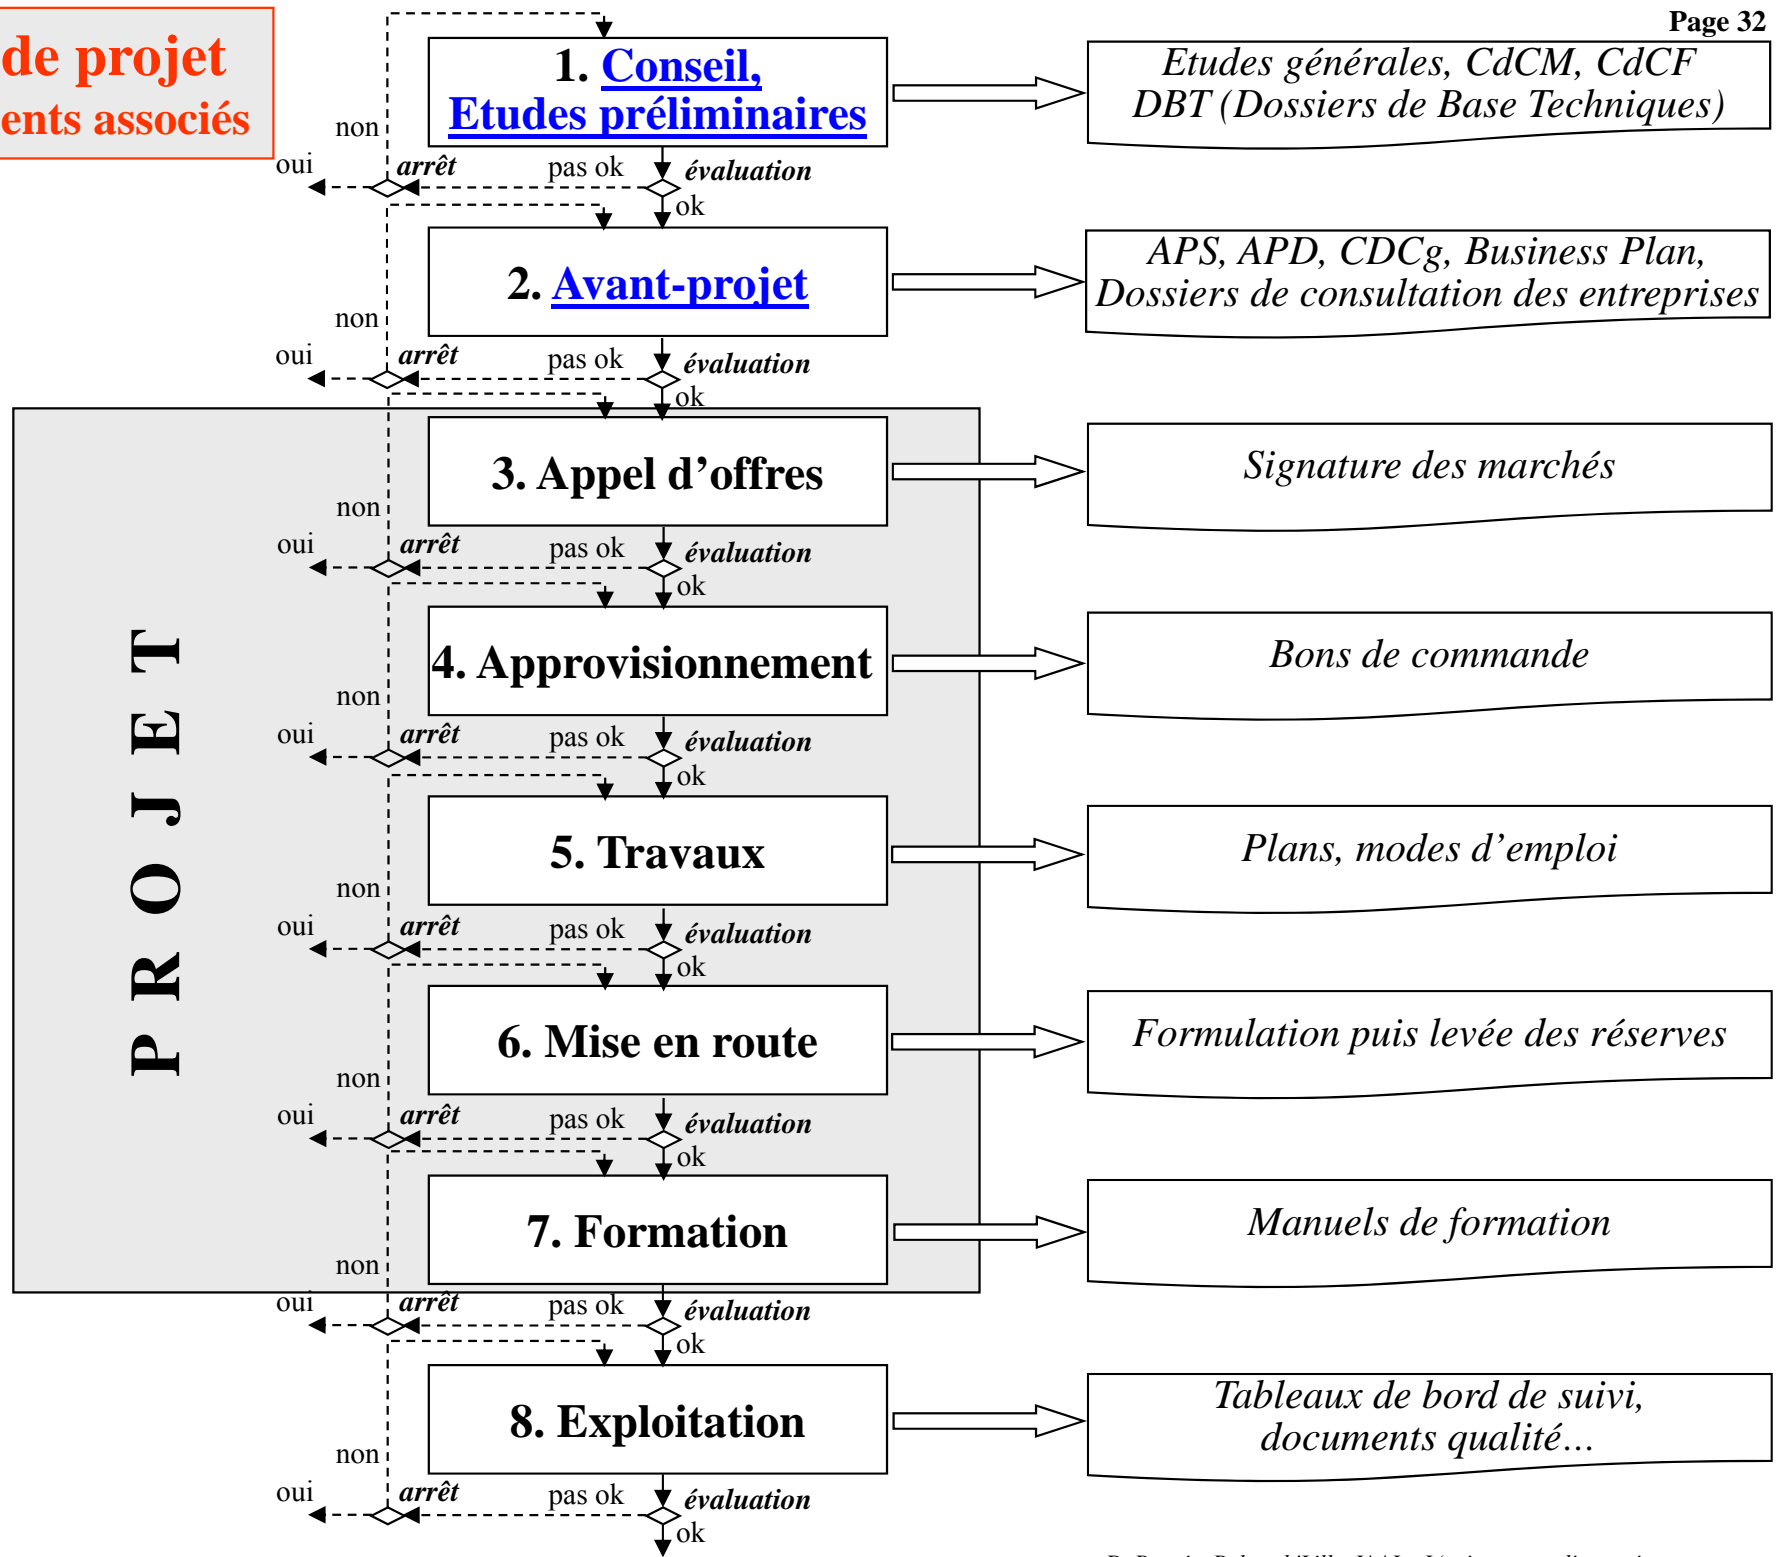 Page 32
de projet
ents associés
1. Conseil,
Etudes préliminaires
Etudes générales, CdCM, CdCF
DBT (Dossiers de Base Techniques)
non
oui
arrêt
pas ok
évaluation
ok
2. Avant-projet
APS, APD, CDCg, Business Plan,
Dossiers de consultation des entreprises
non
oui
arrêt
pas ok
évaluation
ok
PROJET
3. Appel d’offres
Signature des marchés
non
oui
arrêt
pas ok
évaluation
ok
4. Approvisionnement
Bons de commande
non
oui
arrêt
pas ok
évaluation
ok
5. Travaux
Plans, modes d’emploi
non
oui
arrêt
pas ok
évaluation
ok
6. Mise en route
Formulation puis levée des réserves
non
oui
arrêt
pas ok
évaluation
ok
7. Formation
Manuels de formation
non
oui
arrêt
pas ok
évaluation
ok
8. Exploitation
Tableaux de bord de suivi,
documents qualité…
non
oui
arrêt
pas ok
évaluation
ok